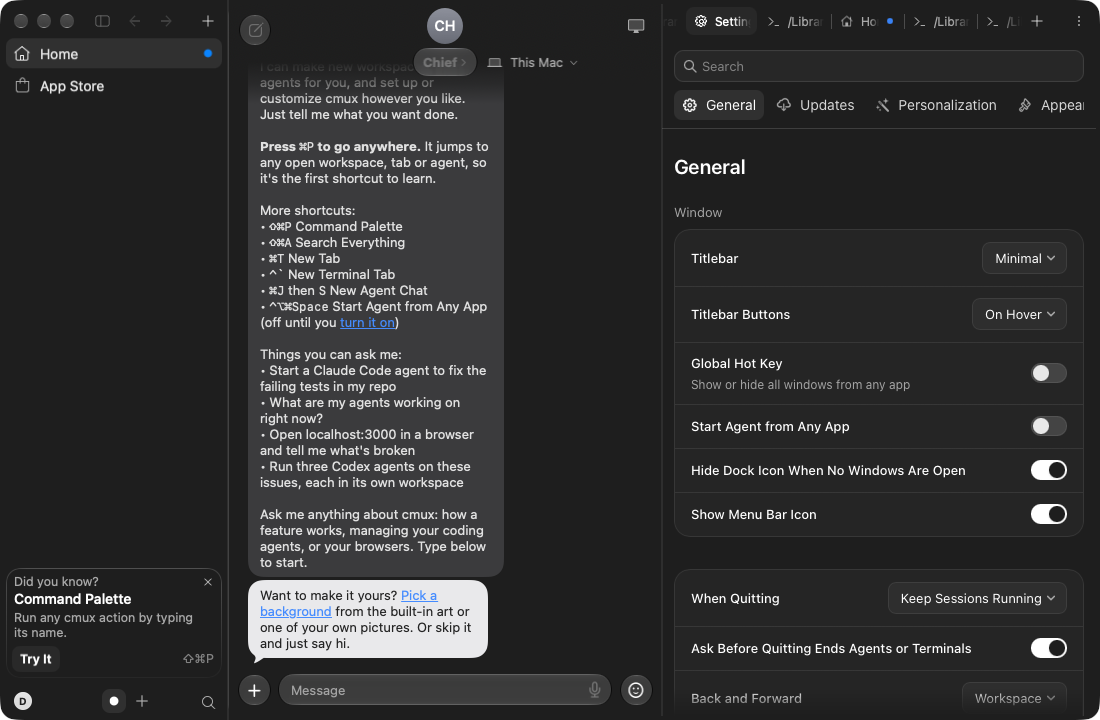 Home
App Store
Did you know?
Command Palette
Run any cmux action by typing
its name.
Try It
⇧⌘P
D
CH
Chief
This Mac
I can make new workspac
agents for you, and set up or
customize cmux however you like.
Just tell me what you want done.
Press ⌘P to go anywhere. It jumps to
any open workspace, tab or agent, so
it's the first shortcut to learn.
More shortcuts:
• ⇧⌘P Command Palette
• ⇧⌘A Search Everything
• ⌘T New Tab
• ^` New Terminal Tab
• ⌘J then S New Agent Chat
• ^⌥⌘Space Start Agent from Any App
(off until you turn it on)
Things you can ask me:
• Start a Claude Code agent to fix the
failing tests in my repo
• What are my agents working on
right now?
• Open localhost:3000 in a browser
and tell me what's broken
• Run three Codex agents on these
issues, each in its own workspace
Ask me anything about cmux: how a
feature works, managing your coding
agents, or your browsers. Type below
to start.
Want to make it yours? Pick a
background from the built-in art or
one of your own pictures. Or skip it
and just say hi.
Message
Settin
/Librar
Ho
/Librar
/Li
Search
General
Updates
Personalization
Appear
General
Window
Titlebar
Minimal
Titlebar Buttons
On Hover
Global Hot Key
Show or hide all windows from any app
Start Agent from Any App
Hide Dock Icon When No Windows Are Open
Show Menu Bar Icon
When Quitting
Keep Sessions Running
Ask Before Quitting Ends Agents or Terminals
Back and Forward
Workspace